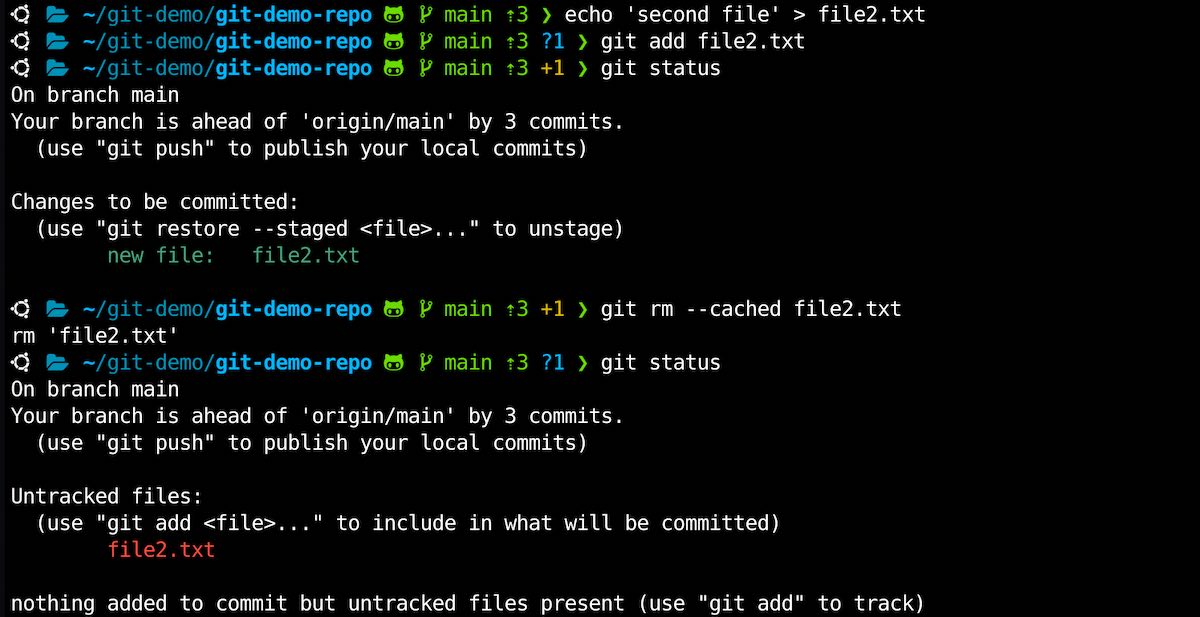 ~/git-demo/git-demo-repo main ⇡3 ❯ echo 'second file' > file2.txt
~/git-demo/git-demo-repo main ⇡3 ?1 ❯ git add file2.txt
~/git-demo/git-demo-repo main ⇡3 +1 ❯ git status
On branch main
Your branch is ahead of 'origin/main' by 3 commits.
  (use "git push" to publish your local commits)

Changes to be committed:
  (use "git restore --staged <file>..." to unstage)
        new file:   file2.txt

~/git-demo/git-demo-repo main ⇡3 +1 ❯ git rm --cached file2.txt
rm 'file2.txt'
~/git-demo/git-demo-repo main ⇡3 ?1 ❯ git status
On branch main
Your branch is ahead of 'origin/main' by 3 commits.
  (use "git push" to publish your local commits)

Untracked files:
  (use "git add <file>..." to include in what will be committed)
        file2.txt

nothing added to commit but untracked files present (use "git add" to track)